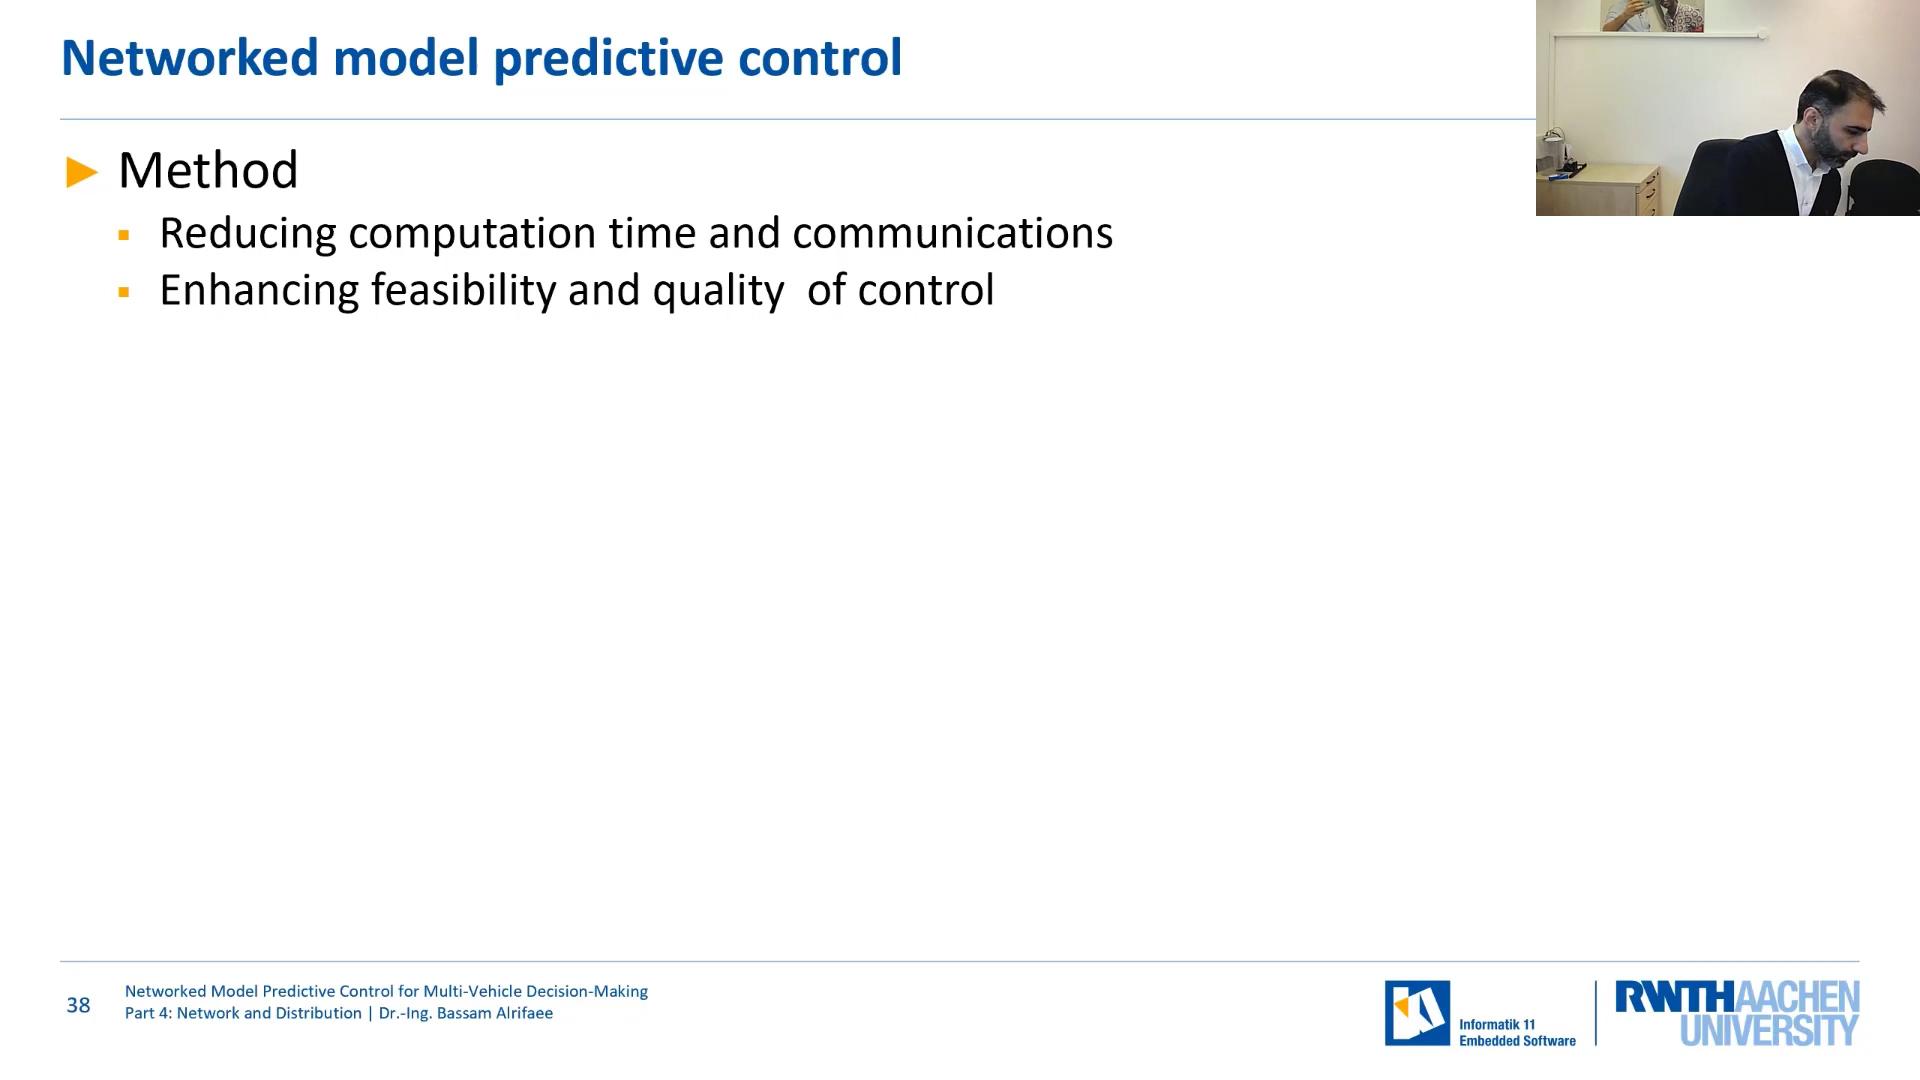 Networked model predictive control
Method
Reducing computation time and communications
Enhancing feasibility and quality of control
38
Networked Model Predictive Control for Multi-Vehicle Decision-Making
Part 4: Network and Distribution | Dr.-Ing. Bassam Alrifaee
Informatik 11
Embedded Software
RWTHAACHEN
UNIVERSITY